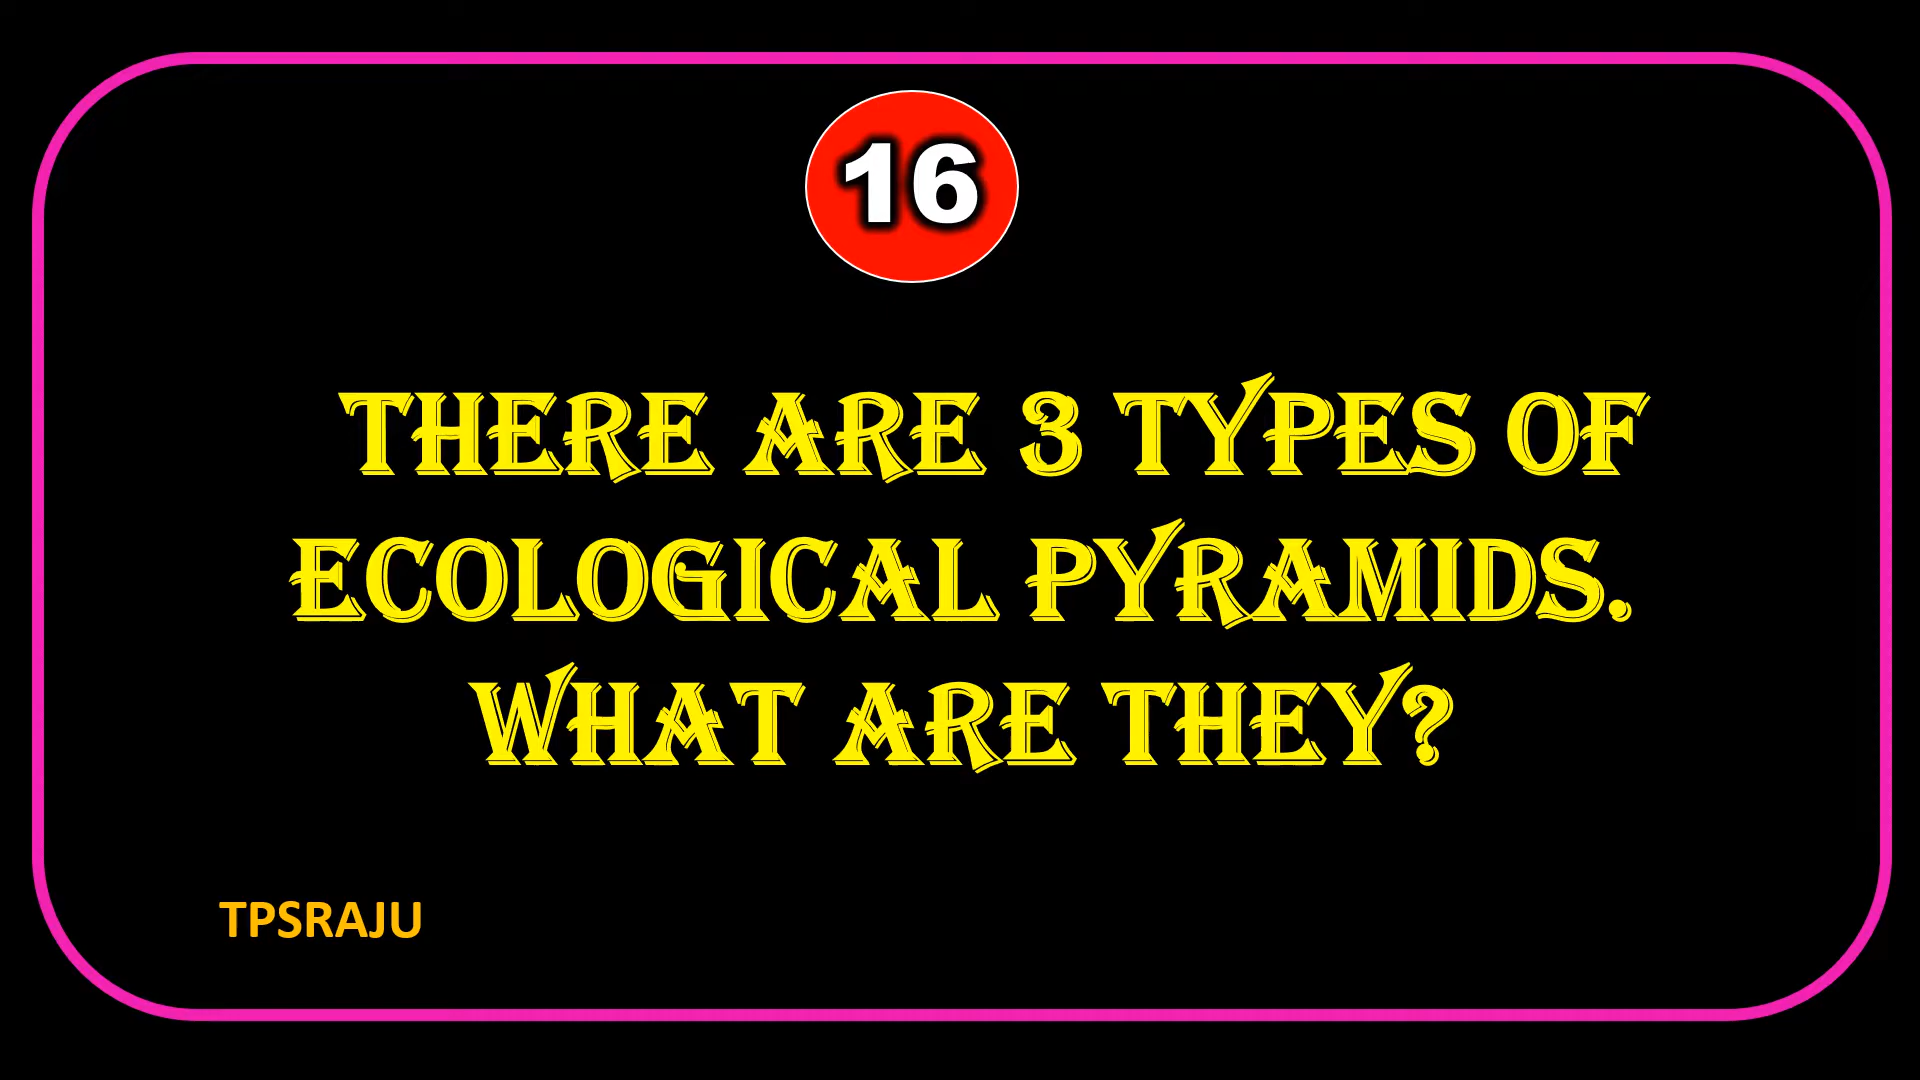 16
THERE ARE 3 TYPES OF
ECOLOGICAL PYRAMIDS.
WHAT ARE THEY?
TPSRAJU